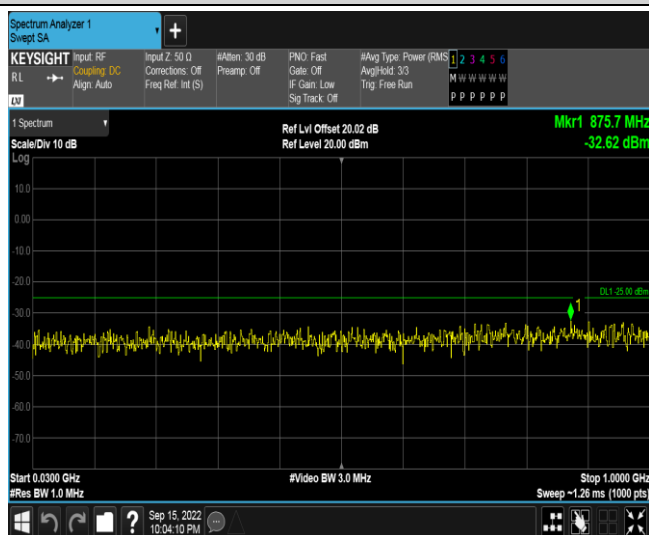 Spectrum Analyzer 1
Swept SA
+
KEYSIGHT
RL
LXI
Input: RF
Coupling: DC
Align: Auto
Input Z: 50 Ω
Corrections: Off
Freq Ref: Int (S)
#Atten: 30 dB
Preamp: Off
PNO: Fast
Gate: Off
IF Gain: Low
Sig Track: Off
#Avg Type: Power (RMS
Avg|Hold: 3/3
Trig: Free Run
1 2 3 4 5 6
M W W W W W
P P P P P P
1 Spectrum
Scale/Div 10 dB
Log
Ref Lvl Offset 20.02 dB
Ref Level 20.00 dBm
Mkr1 875.7 MHz
-32.62 dBm
10.0
0.00
-10.0
-20.0
DL1 -25.00 dBm
1
-30.0
-40.0
-50.0
-60.0
-70.0
Start 0.0300 GHz
#Res BW 1.0 MHz
#Video BW 3.0 MHz
Stop 1.0000 GHz
Sweep ~1.26 ms (1000 pts)
?
Sep 15, 2022
10:04:10 PM